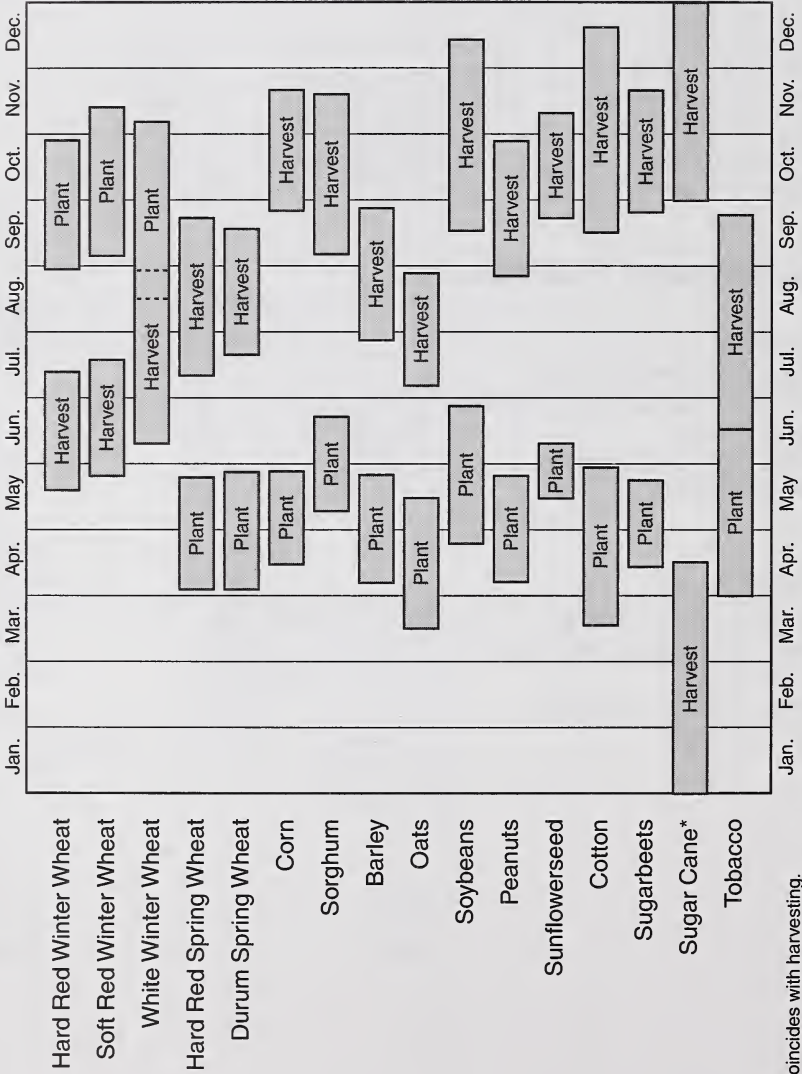 Jan. Feb. Mar. Apr. May Jun. Jul. Aug. Sep. Oct. Nov. Dec.
Hard Red Winter Wheat Harvest Plant
Soft Red Winter Wheat Harvest Plant
White Winter Wheat Harvest Plant
Hard Red Spring Wheat Plant Harvest
Durum Spring Wheat Plant Harvest
Corn Plant Harvest
Sorghum Plant Harvest
Barley Plant Harvest
Oats Plant Harvest
Soybeans Plant Harvest
Peanuts Plant Harvest
Sunflowerseed Plant Harvest
Cotton Plant Harvest
Sugarbeets Plant Harvest
Sugar Cane* Harvest Harvest
Tobacco Plant Harvest
Jan. Feb. Mar. Apr. May Jun. Jul. Aug. Sep. Oct. Nov. Dec.
oincides with harvesting.